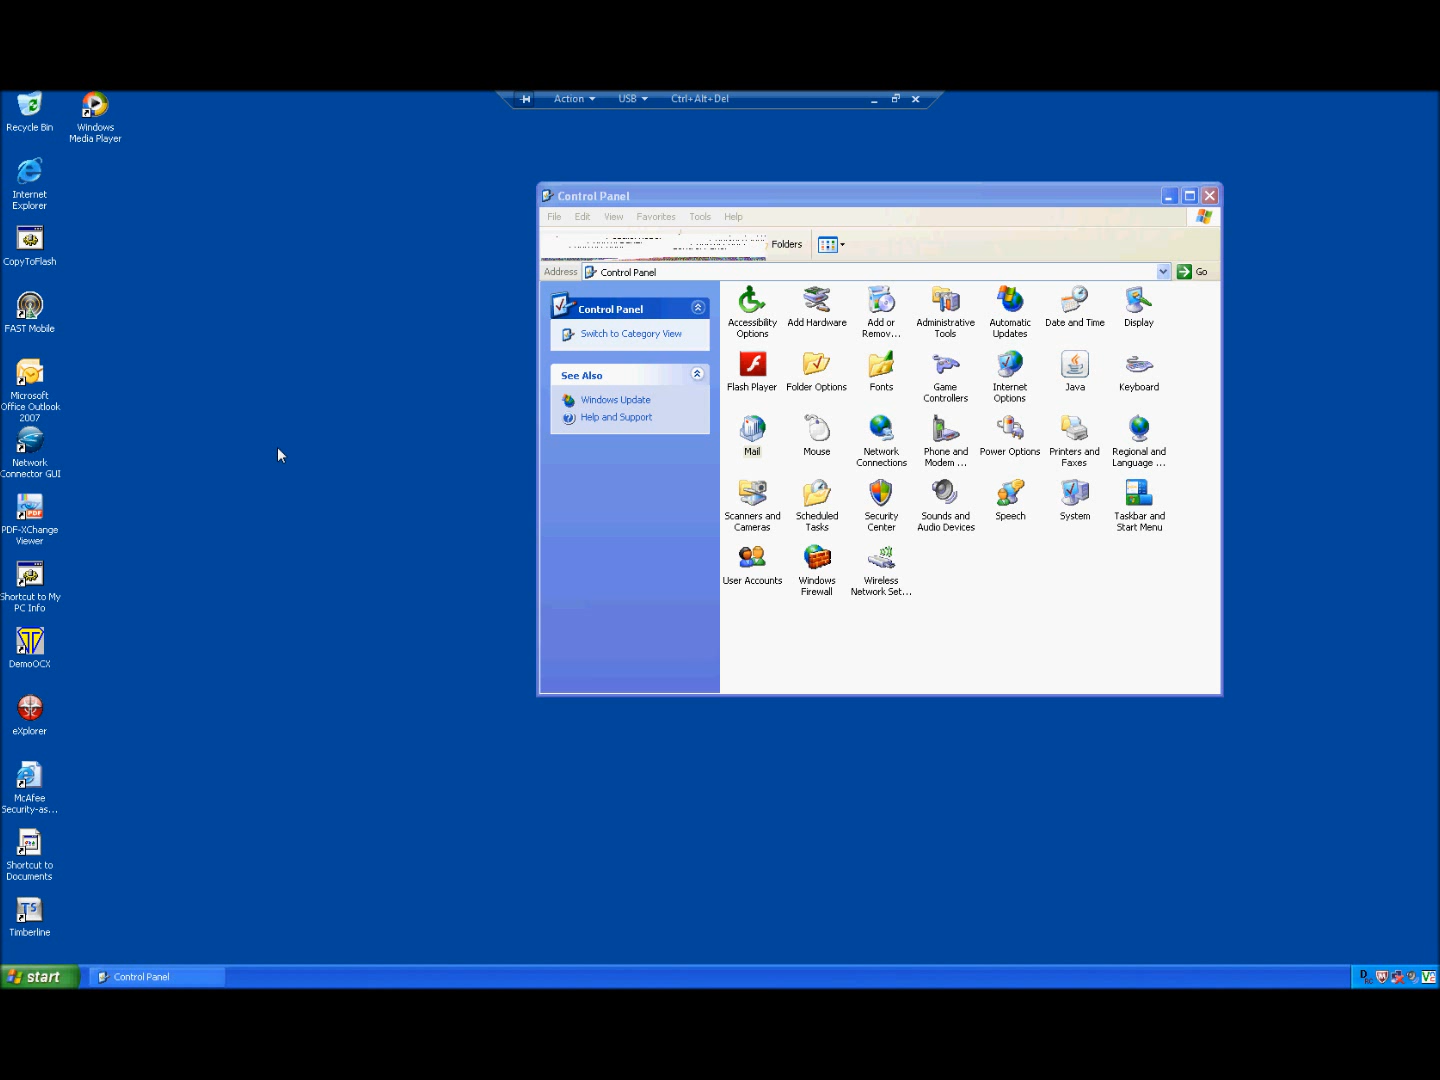 Action
USB
Ctrl+Alt+Del
Recycle Bin
Windows
Media Player
Internet
Explorer
CopyToFlash
FAST Mobile
Microsoft
Office Outlook
2007
Network
Connector GUI
PDF-XChange
Viewer
Shortcut to My
PC Info
DemoOCX
eXplorer
McAfee
Security-as...
Shortcut to
Documents
Timberline
Control Panel
File Edit View Favorites Tools Help
Folders
Address Control Panel Go
Control Panel
Switch to Category View
See Also
Windows Update
Help and Support
Accessibility
Options
Add Hardware
Add or
Remov...
Administrative
Tools
Automatic
Updates
Date and Time
Display
Flash Player
Folder Options
Fonts
Game
Controllers
Internet
Options
Java
Keyboard
Mail
Mouse
Network
Connections
Phone and
Modem ...
Power Options
Printers and
Faxes
Regional and
Language ...
Scanners and
Cameras
Scheduled
Tasks
Security
Center
Sounds and
Audio Devices
Speech
System
Taskbar and
Start Menu
User Accounts
Windows
Firewall
Wireless
Network Set...
start
Control Panel